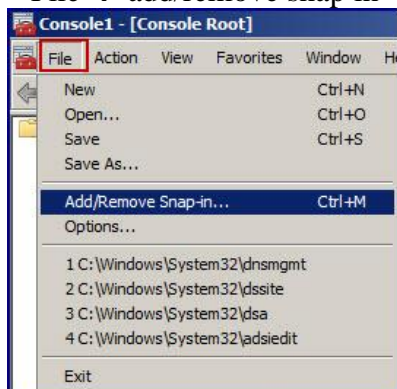 Console1 - [Console Root]
File Action View Favorites Window H
New Ctrl+N
Open... Ctrl+O
Save Ctrl+S
Save As...
Add/Remove Snap-in... Ctrl+M
Options...
1 C:\Windows\System32\dnsmgmt
2 C:\Windows\System32\dssite
3 C:\Windows\System32\dsa
4 C:\Windows\System32\adsiedit
Exit